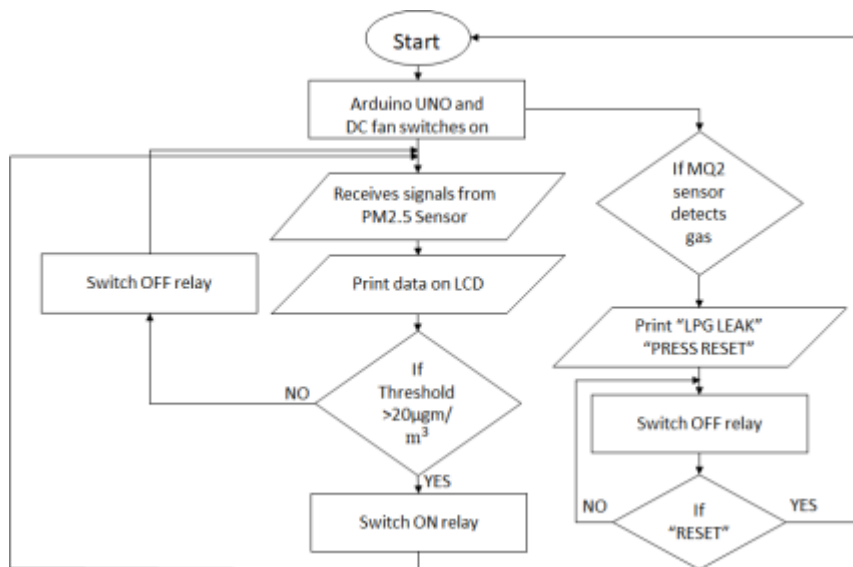 Start
Arduino UNO and
DC fan switches on
Receives signals from
PM2.5 Sensor
If MQ2
sensor
detects
gas
Switch OFF relay
Print data on LCD
Print “LPG LEAK”
“PRESS RESET”
If
Threshold
>20µgm/
m³
NO
YES
Switch OFF relay
Switch ON relay
If
“RESET”
NO
YES